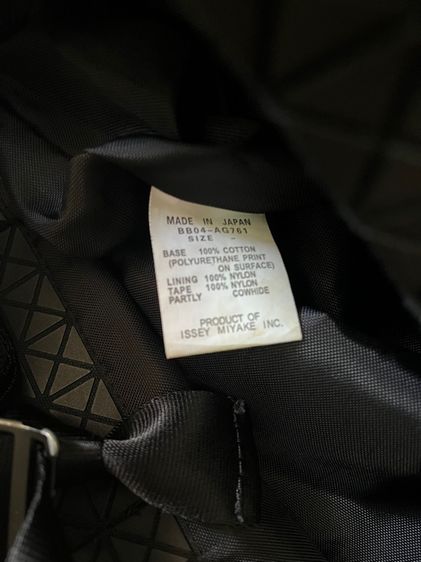 MADE IN JAPAN
BB04-AG761
SIZE -
BASE 100% COTTON
(POLYURETHANE PRINT
ON SURFACE)
LINING 100% NYLON
TAPE 100% NYLON
PARTLY COWHIDE
PRODUCT OF
ISSEY MIYAKE INC.